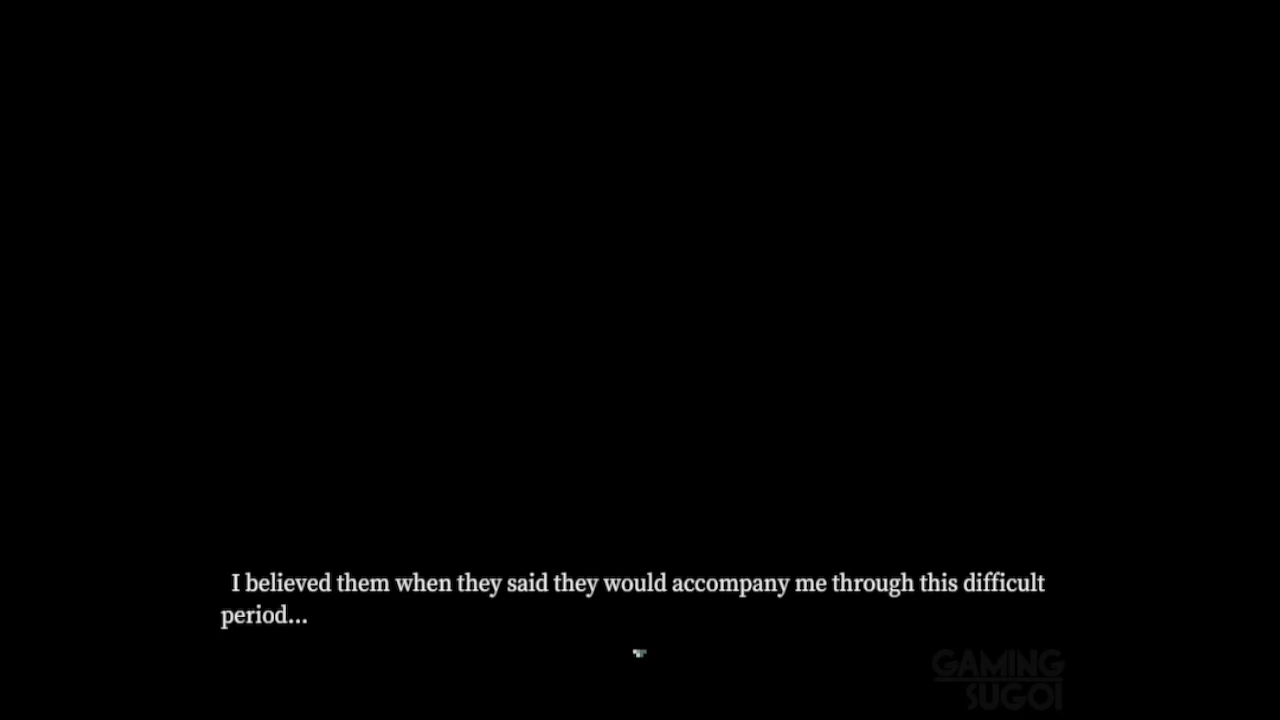 I believed them when they said they would accompany me through this difficult
period...
GAMING
SUGOI